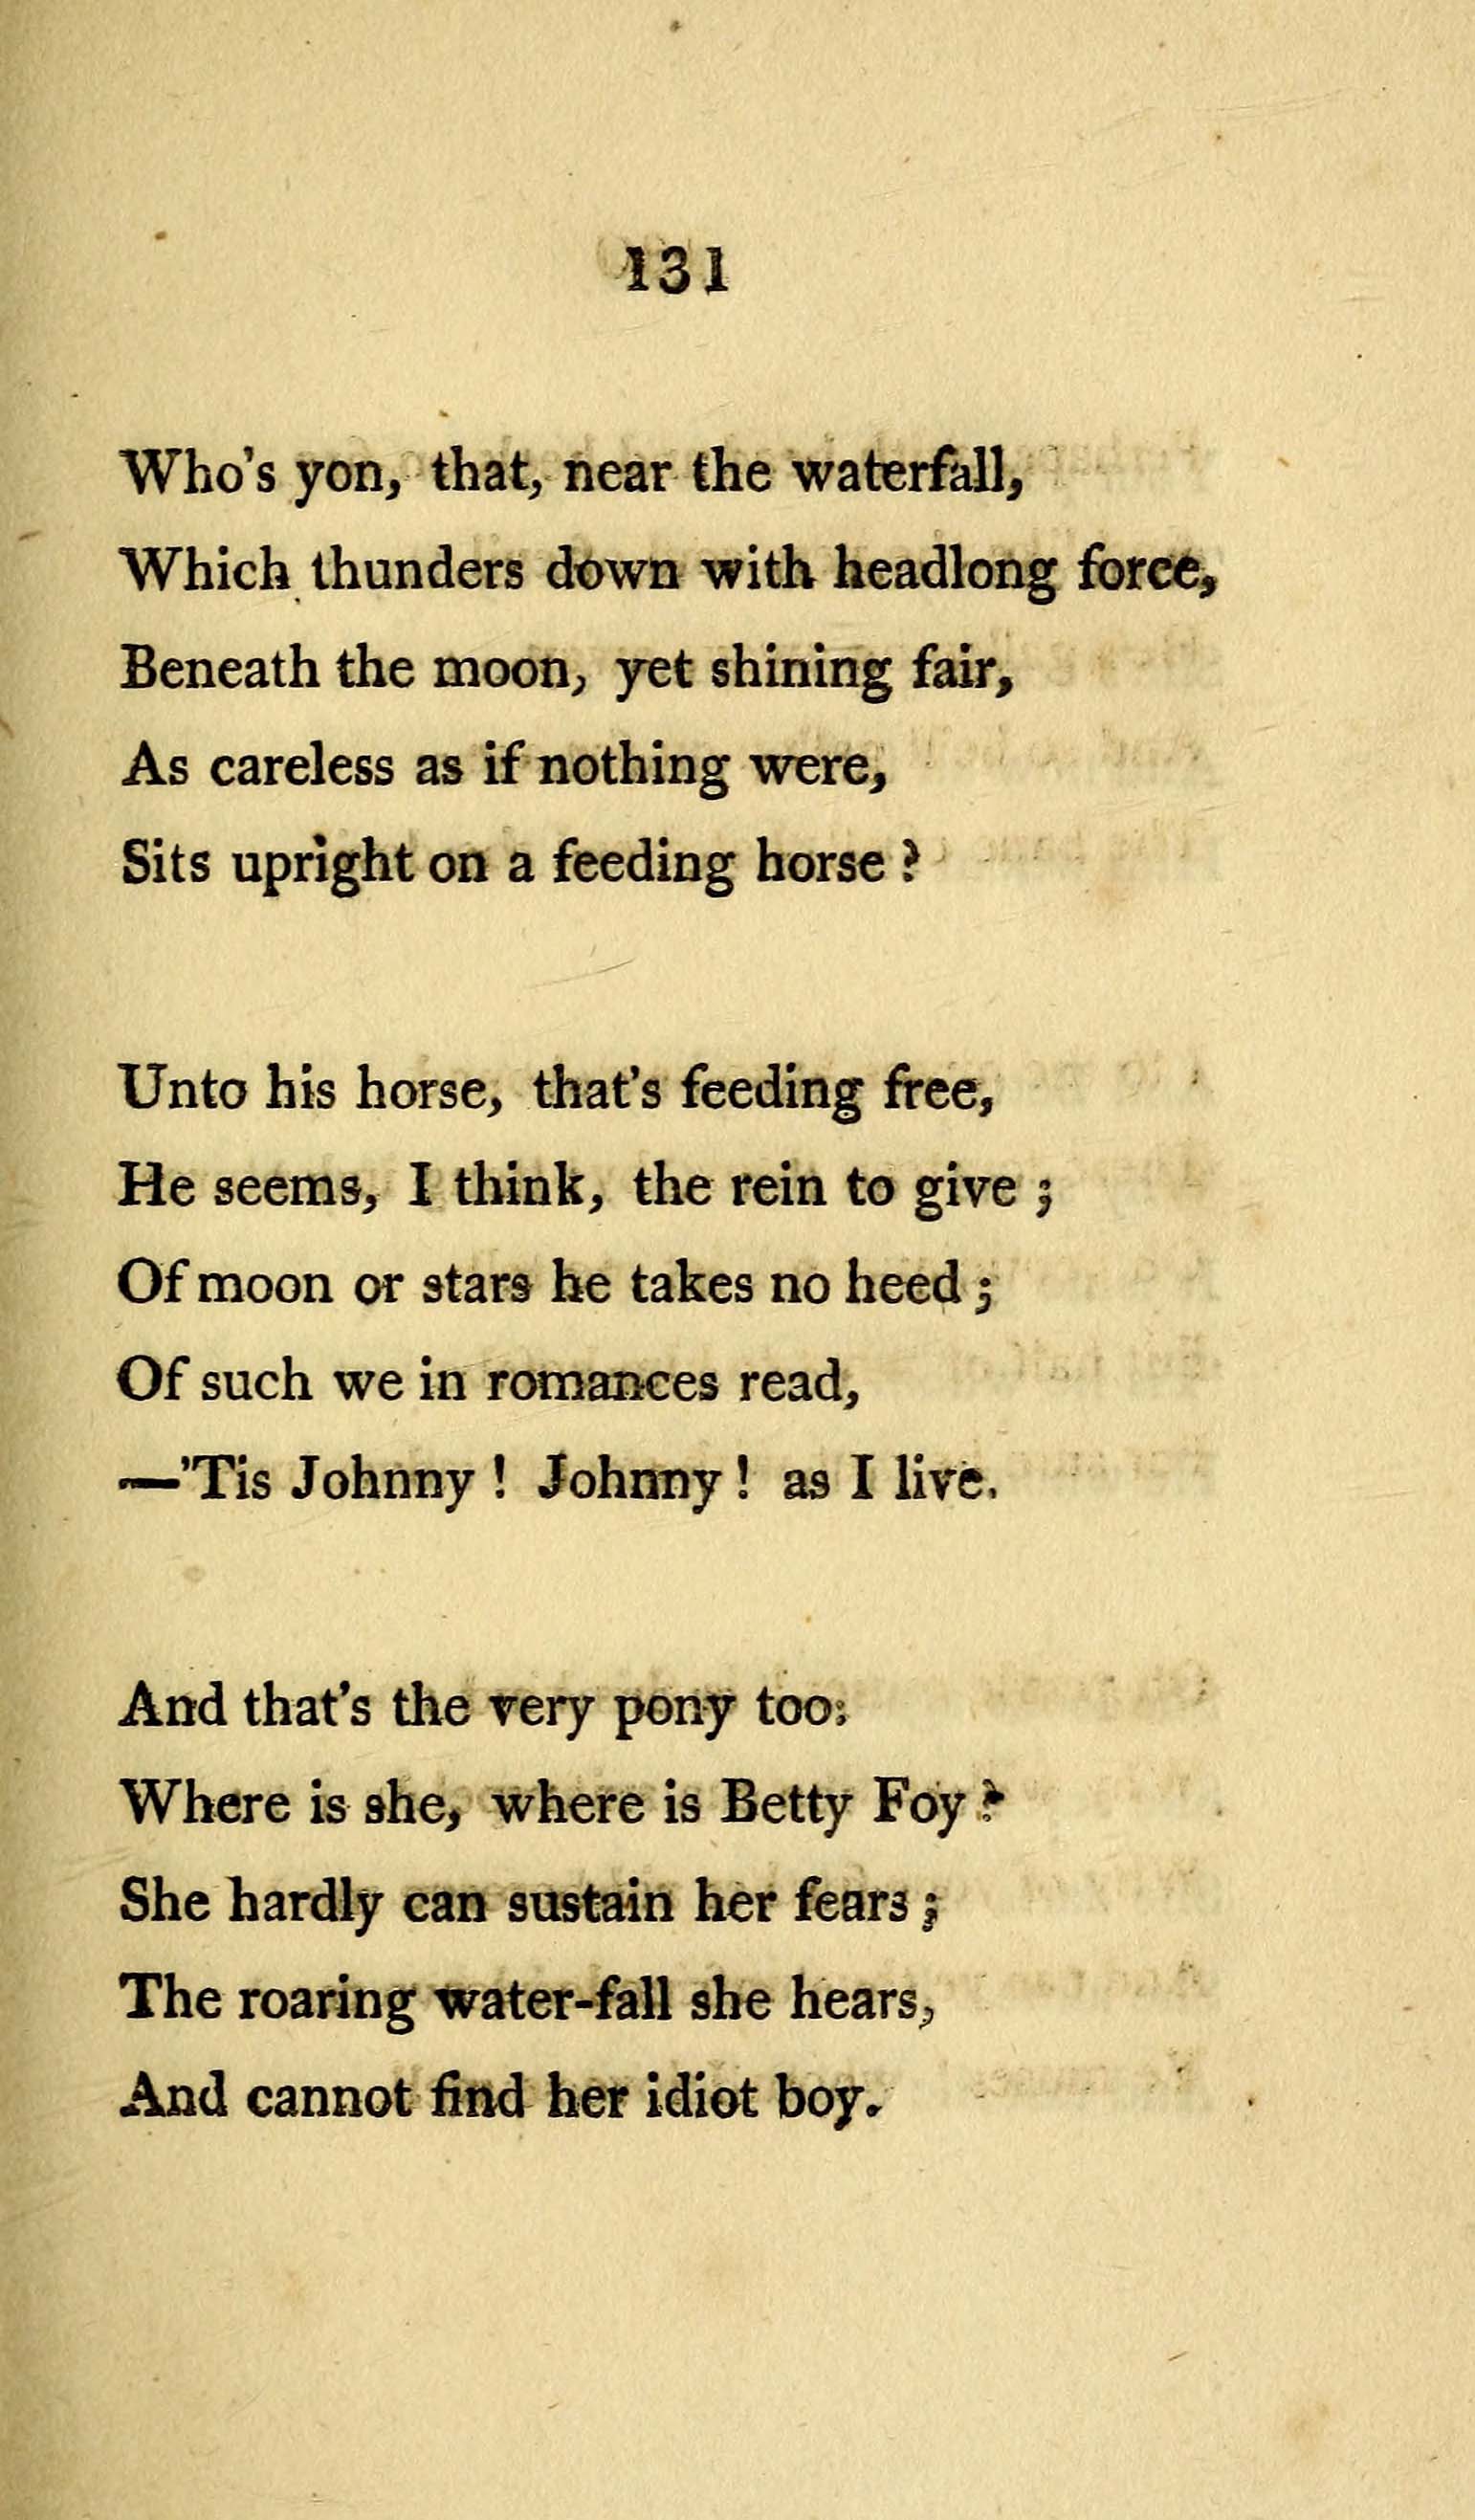 131
Who's yon, that, near the waterfall,
Which thunders down with headlong force,
Beneath the moon, yet shining fair,
As careless as if nothing were,
Sits upright on a feeding horse?
Unto his horse, that's feeding free,
He seems, I think, the rein to give;
Of moon or stars he takes no heed;
Of such we in romances read,
—'Tis Johnny! Johnny! as I live.
And that's the very pony too.
Where is she, where is Betty Foy?
She hardly can sustain her fears;
The roaring water-fall she hears,
And cannot find her idiot boy.